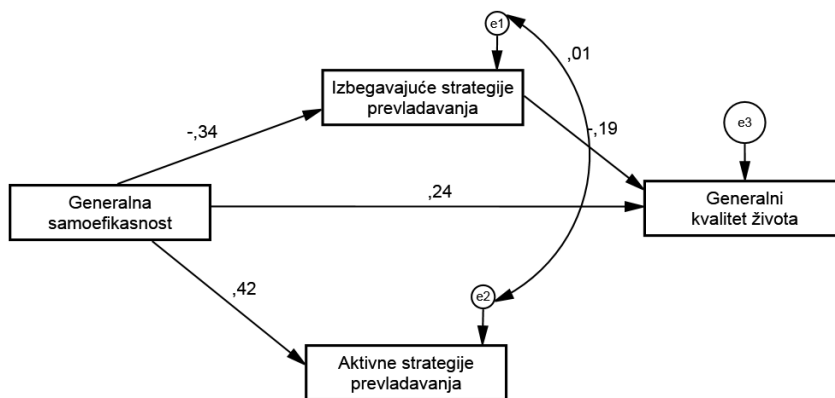 e1
,01
Izbegavajuće strategije
prevladavanja
-,34
-,19
e3
Generalna
samoefikasnost
,24
Generalni
kvalitet života
,42
e2
Aktivne strategije
prevladavanja